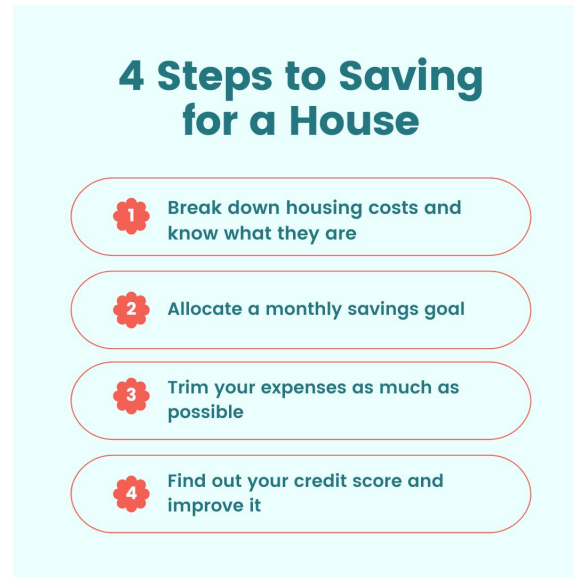 4 Steps to Saving
for a House
1
Break down housing costs and
know what they are
2
Allocate a monthly savings goal
3
Trim your expenses as much as
possible
4
Find out your credit score and
improve it